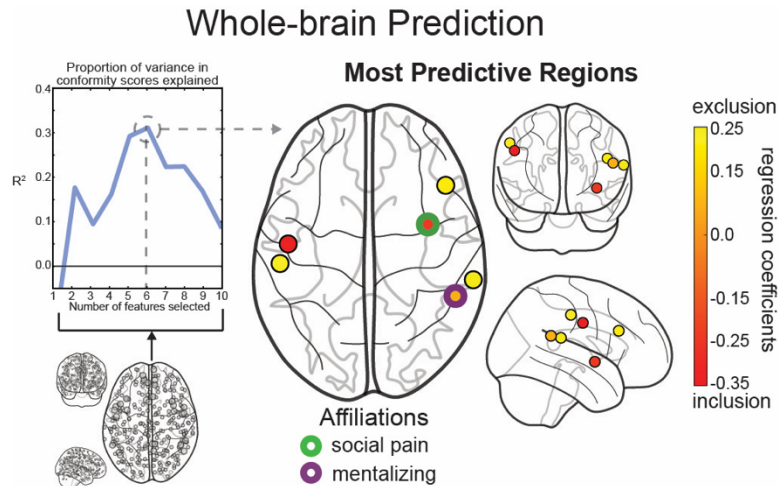 Whole-brain Prediction
Proportion of variance in
conformity scores explained
0.4
0.3
0.2
0.1
0.0
R²
1 2 3 4 5 6 7 8 9 10
Number of features selected
Most Predictive Regions
Affiliations
social pain
mentalizing
exclusion
0.25
0.15
0.0
-0.15
-0.25
-0.35
inclusion
regression coefficients